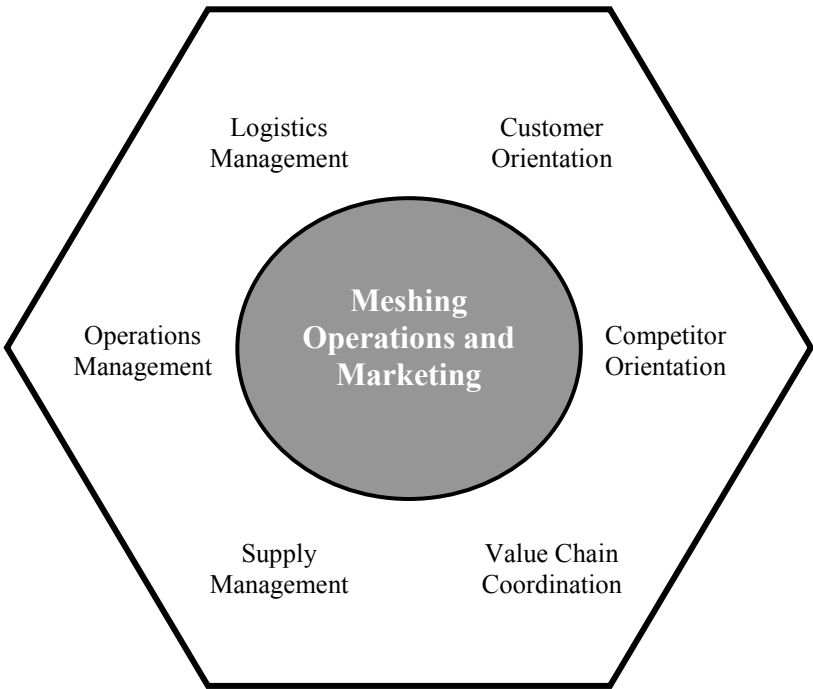 Logistics
Management
Customer
Orientation
Meshing
Operations and
Marketing
Operations
Management
Competitor
Orientation
Supply
Management
Value Chain
Coordination